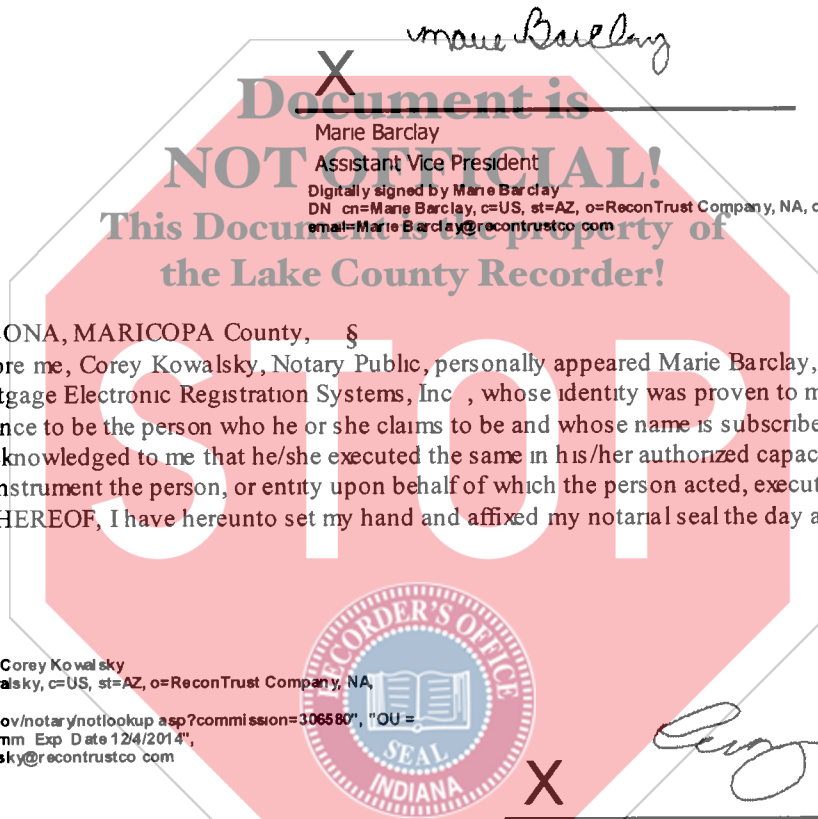 Marie Barclay
X
Document is
Marie Barclay
NOT OFFICIAL!
Assistant Vice President
Digitally signed by Marie Barclay
DN cn=Marie Barclay, c=US, st=AZ, o=ReconTrust Company, NA, o
This Document is the property of
email=Marie Barclay@recontrustco com
the Lake County Recorder!
ONA, MARICOPA County, §
ore me, Corey Kowalsky, Notary Public, personally appeared Marie Barclay,
tgage Electronic Registration Systems, Inc , whose identity was proven to m
nce to be the person who he or she claims to be and whose name is subscribe
knowledged to me that he/she executed the same in his/her authorized capac
nstrument the person, or entity upon behalf of which the person acted, execut
HEREOF, I have hereunto set my hand and affixed my notarial seal the day a
STOP
RECORDER'S OFFICE
Corey Kowalsky
alsky, c=US, st=AZ, o=ReconTrust Company, NA,
ov/notary/notlookup asp?commission=306580", "OU =
mm Exp Date 12/4/2014",
sky@recontrustco com
SEAL
INDIANA
X